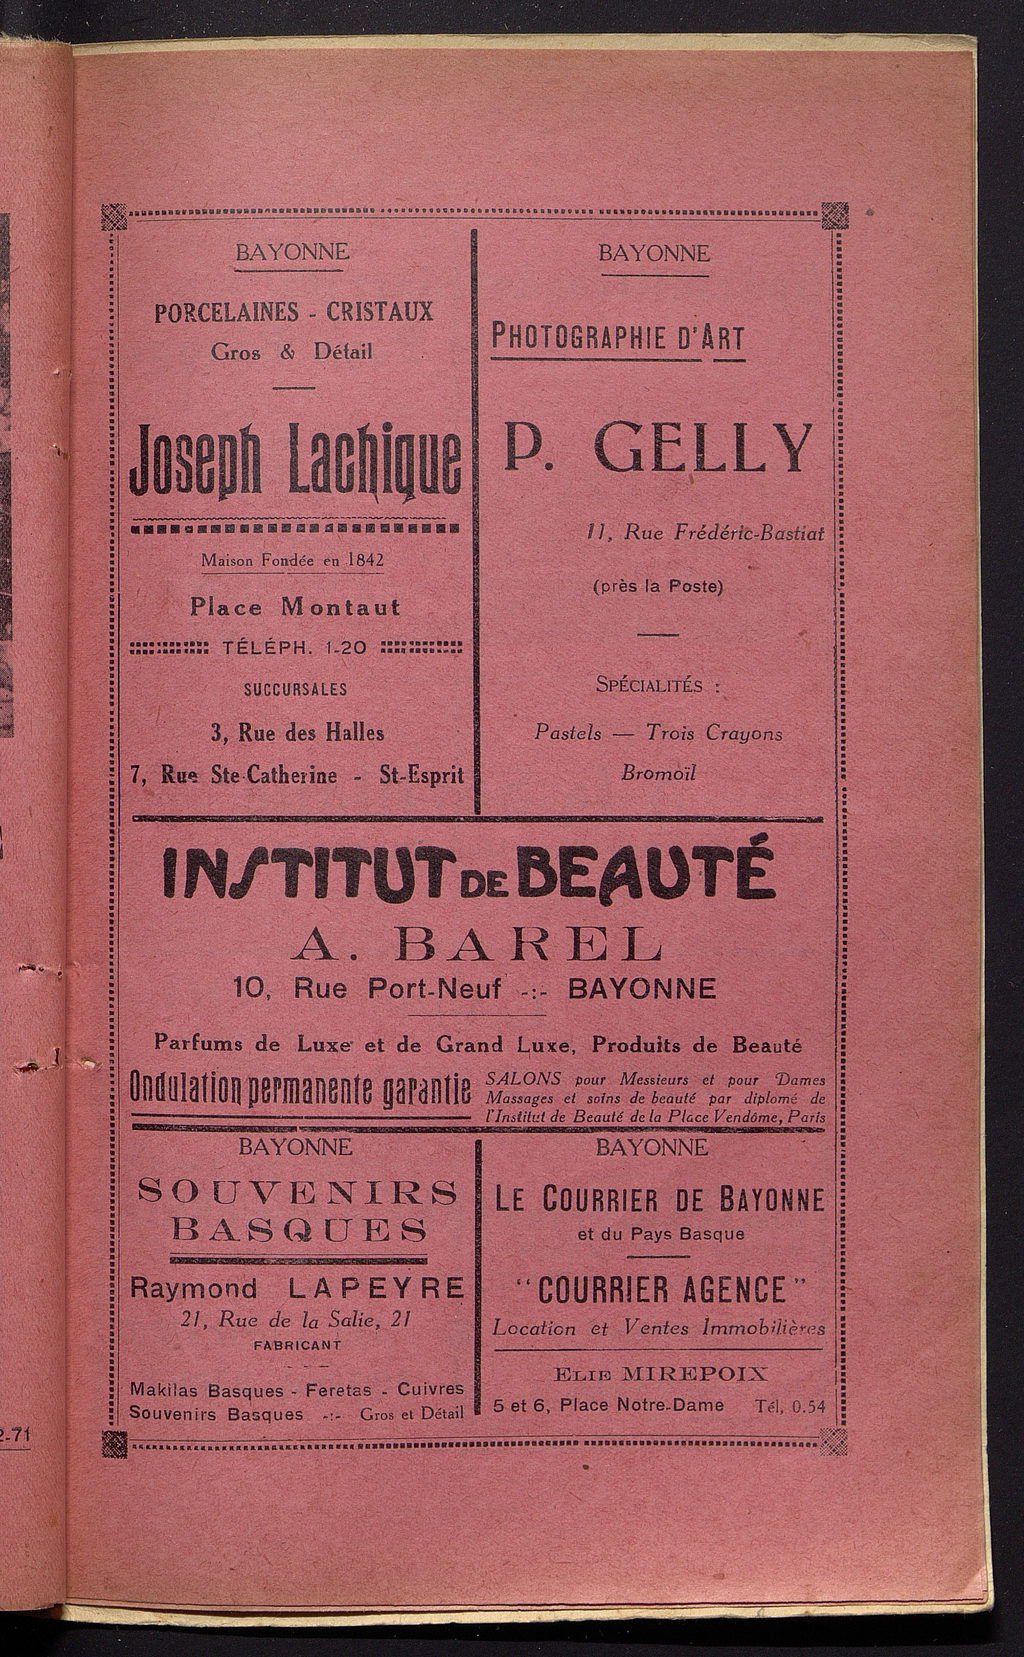 BAYONNE
PORCELAINES - CRISTAUX
Gros & Détail
Joseph Lachique
Maison Fondée en 1842
Place Montaut
TÉLÉPH. 1-20
SUCCURSALES
3, Rue des Halles
7, Rue Ste-Catherine - St-Esprit
BAYONNE
PHOTOGRAPHIE D'ART
P. GELLY
11, Rue Frédéric-Bastiat
(près la Poste)
SPÉCIALITÉS :
Pastels — Trois Crayons
Bromoïl
INSTITUT DE BEAUTÉ
A. BAREL
10, Rue Port-Neuf -:- BAYONNE
Parfums de Luxe et de Grand Luxe, Produits de Beauté
Ondulation permanente garantie
SALONS pour Messieurs et pour Dames
Massages et soins de beauté par diplomé de
l'Institut de Beauté de la Place Vendôme, Paris
BAYONNE
SOUVENIRS
BASQUES
Raymond LAPEYRE
21, Rue de la Salie, 21
FABRICANT
Makilas Basques - Feretas - Cuivres
Souvenirs Basques -:- Gros et Détail
BAYONNE
LE COURRIER DE BAYONNE
et du Pays Basque
"COURRIER AGENCE"
Location et Ventes Immobilières
ELIE MIREPOIX
5 et 6, Place Notre-Dame Tél, 0.54
2-71